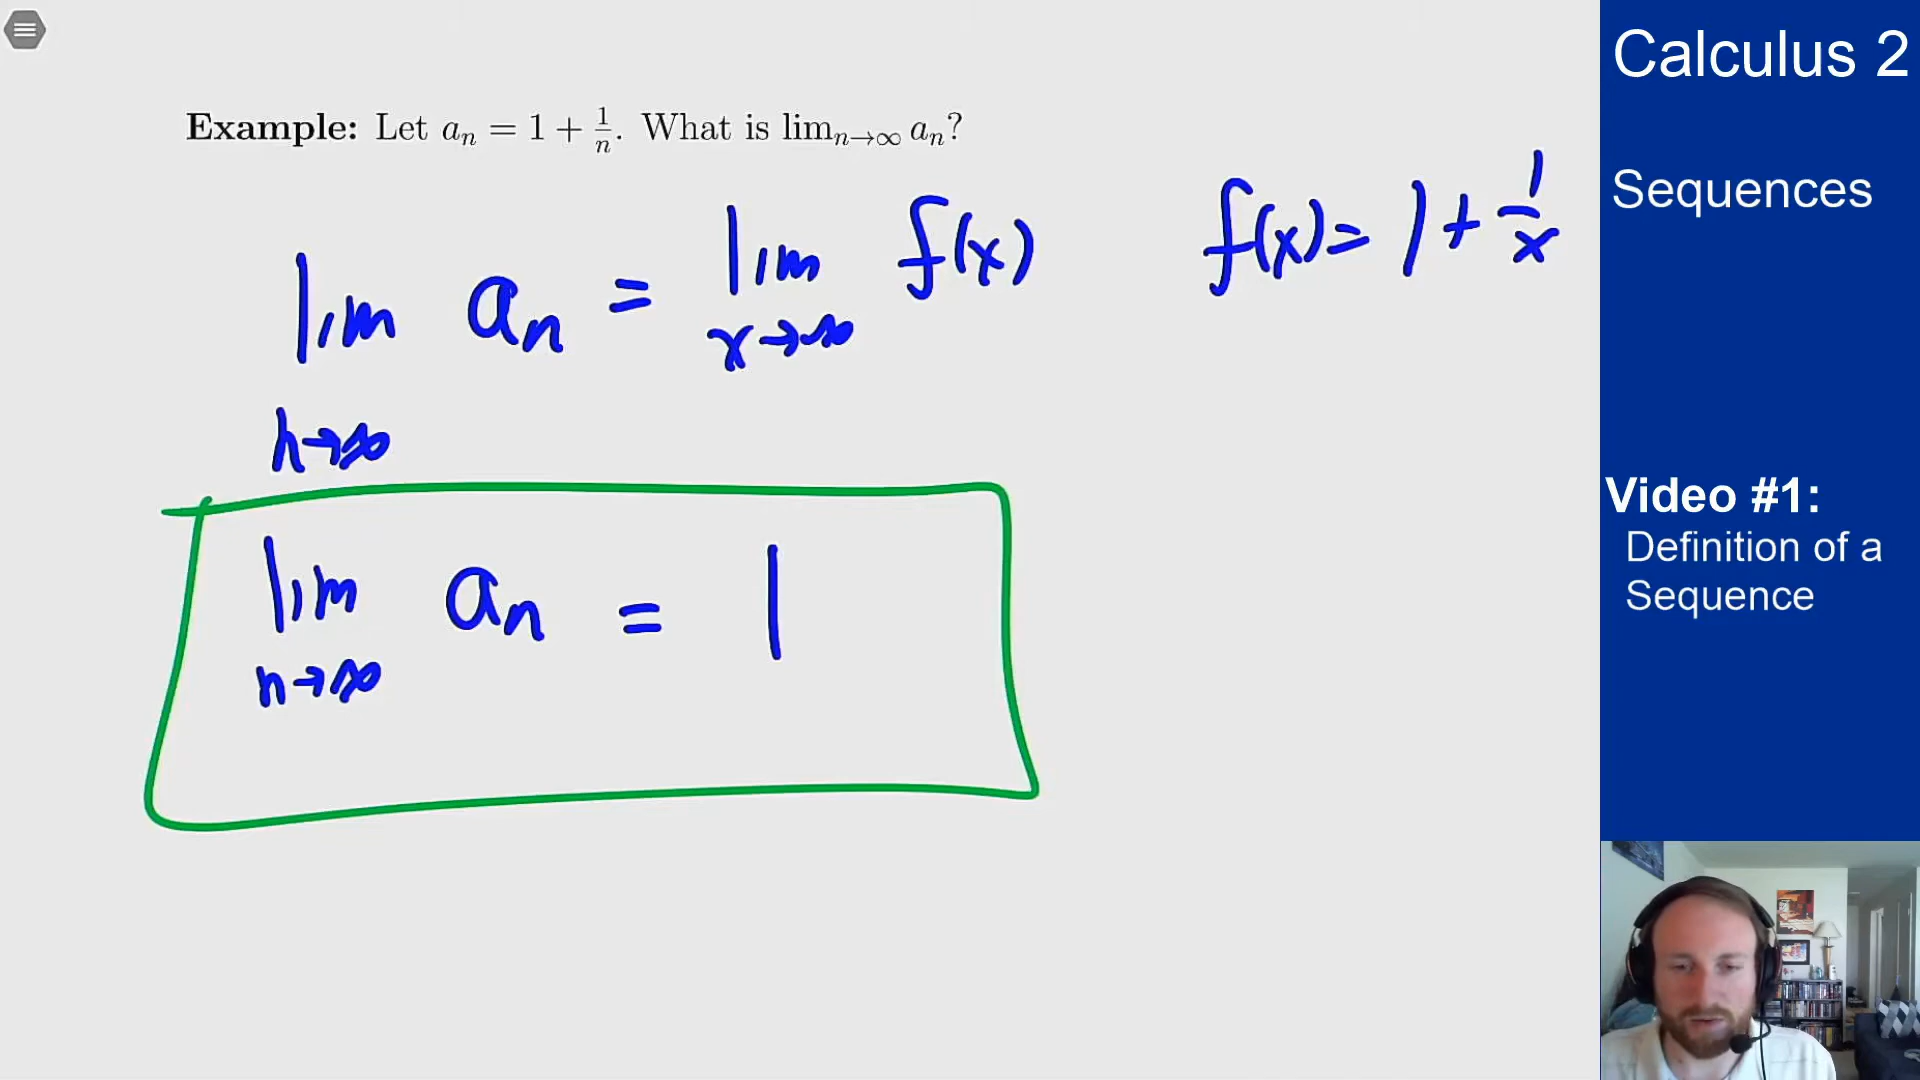 Example: Let aₙ = 1 + 1/n. What is limₙ→∞ aₙ?
lim aₙ = lim f(x)
n→∞ x→∞
f(x) = 1 + 1/x
lim aₙ = 1
n→∞
Calculus 2
Sequences
Video #1:
Definition of a
Sequence